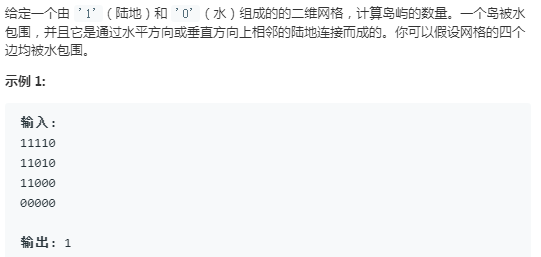 给定一个由 '1'（陆地）和 '0'（水）组成的的二维网格，计算岛屿的数量。一个岛被水
包围，并且它是通过水平方向或垂直方向上相邻的陆地连接而成的。你可以假设网格的四个
边均被水包围。
示例 1:
输入:
11110
11010
11000
00000
输出: 1